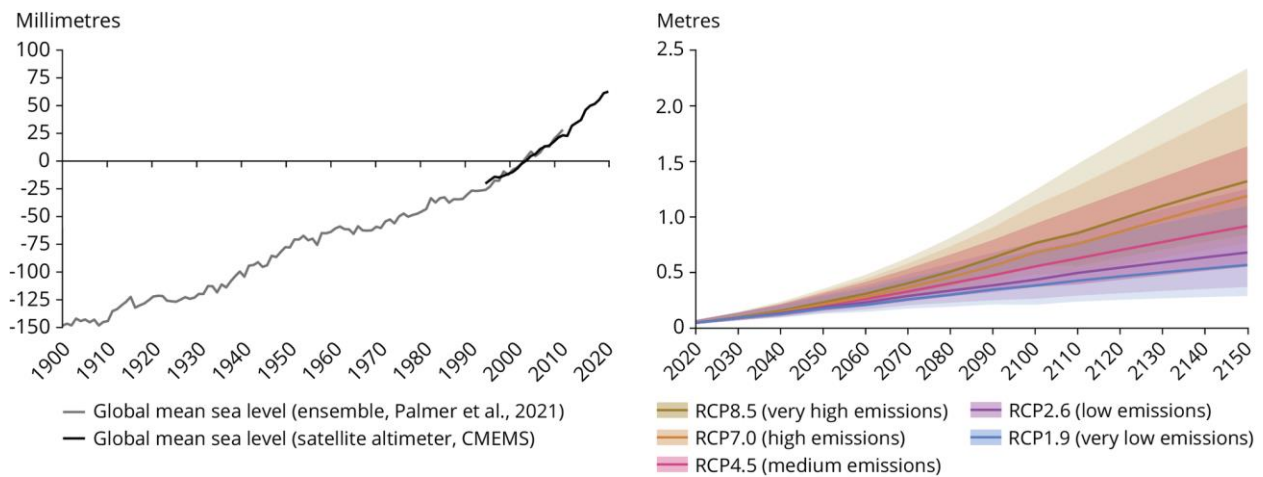 Millimetres
100
75
50
25
0
-25
-50
-75
-100
-125
-150
1900 1910 1920 1930 1940 1950 1960 1970 1980 1990 2000 2010 2020
Global mean sea level (ensemble, Palmer et al., 2021)
Global mean sea level (satellite altimeter, CMEMS)
Metres
2.5
2.0
1.5
1.0
0.5
0
2020 2030 2040 2050 2060 2070 2080 2090 2100 2110 2120 2130 2140 2150
RCP8.5 (very high emissions)
RCP7.0 (high emissions)
RCP4.5 (medium emissions)
RCP2.6 (low emissions)
RCP1.9 (very low emissions)